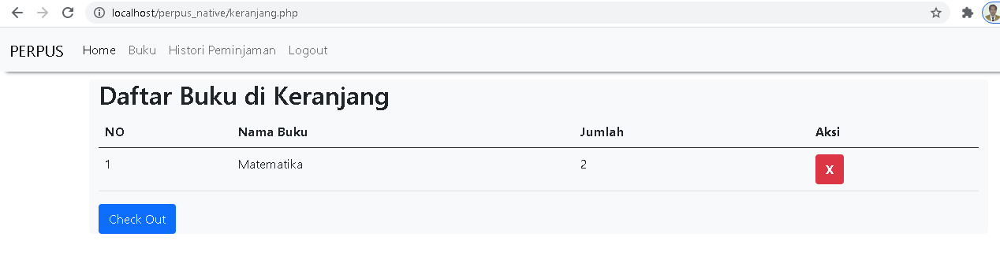 localhost/perpus_native/keranjang.php
PERPUS Home Buku Histori Peminjaman Logout
Daftar Buku di Keranjang
NO Nama Buku Jumlah Aksi
1 Matematika 2 X
Check Out